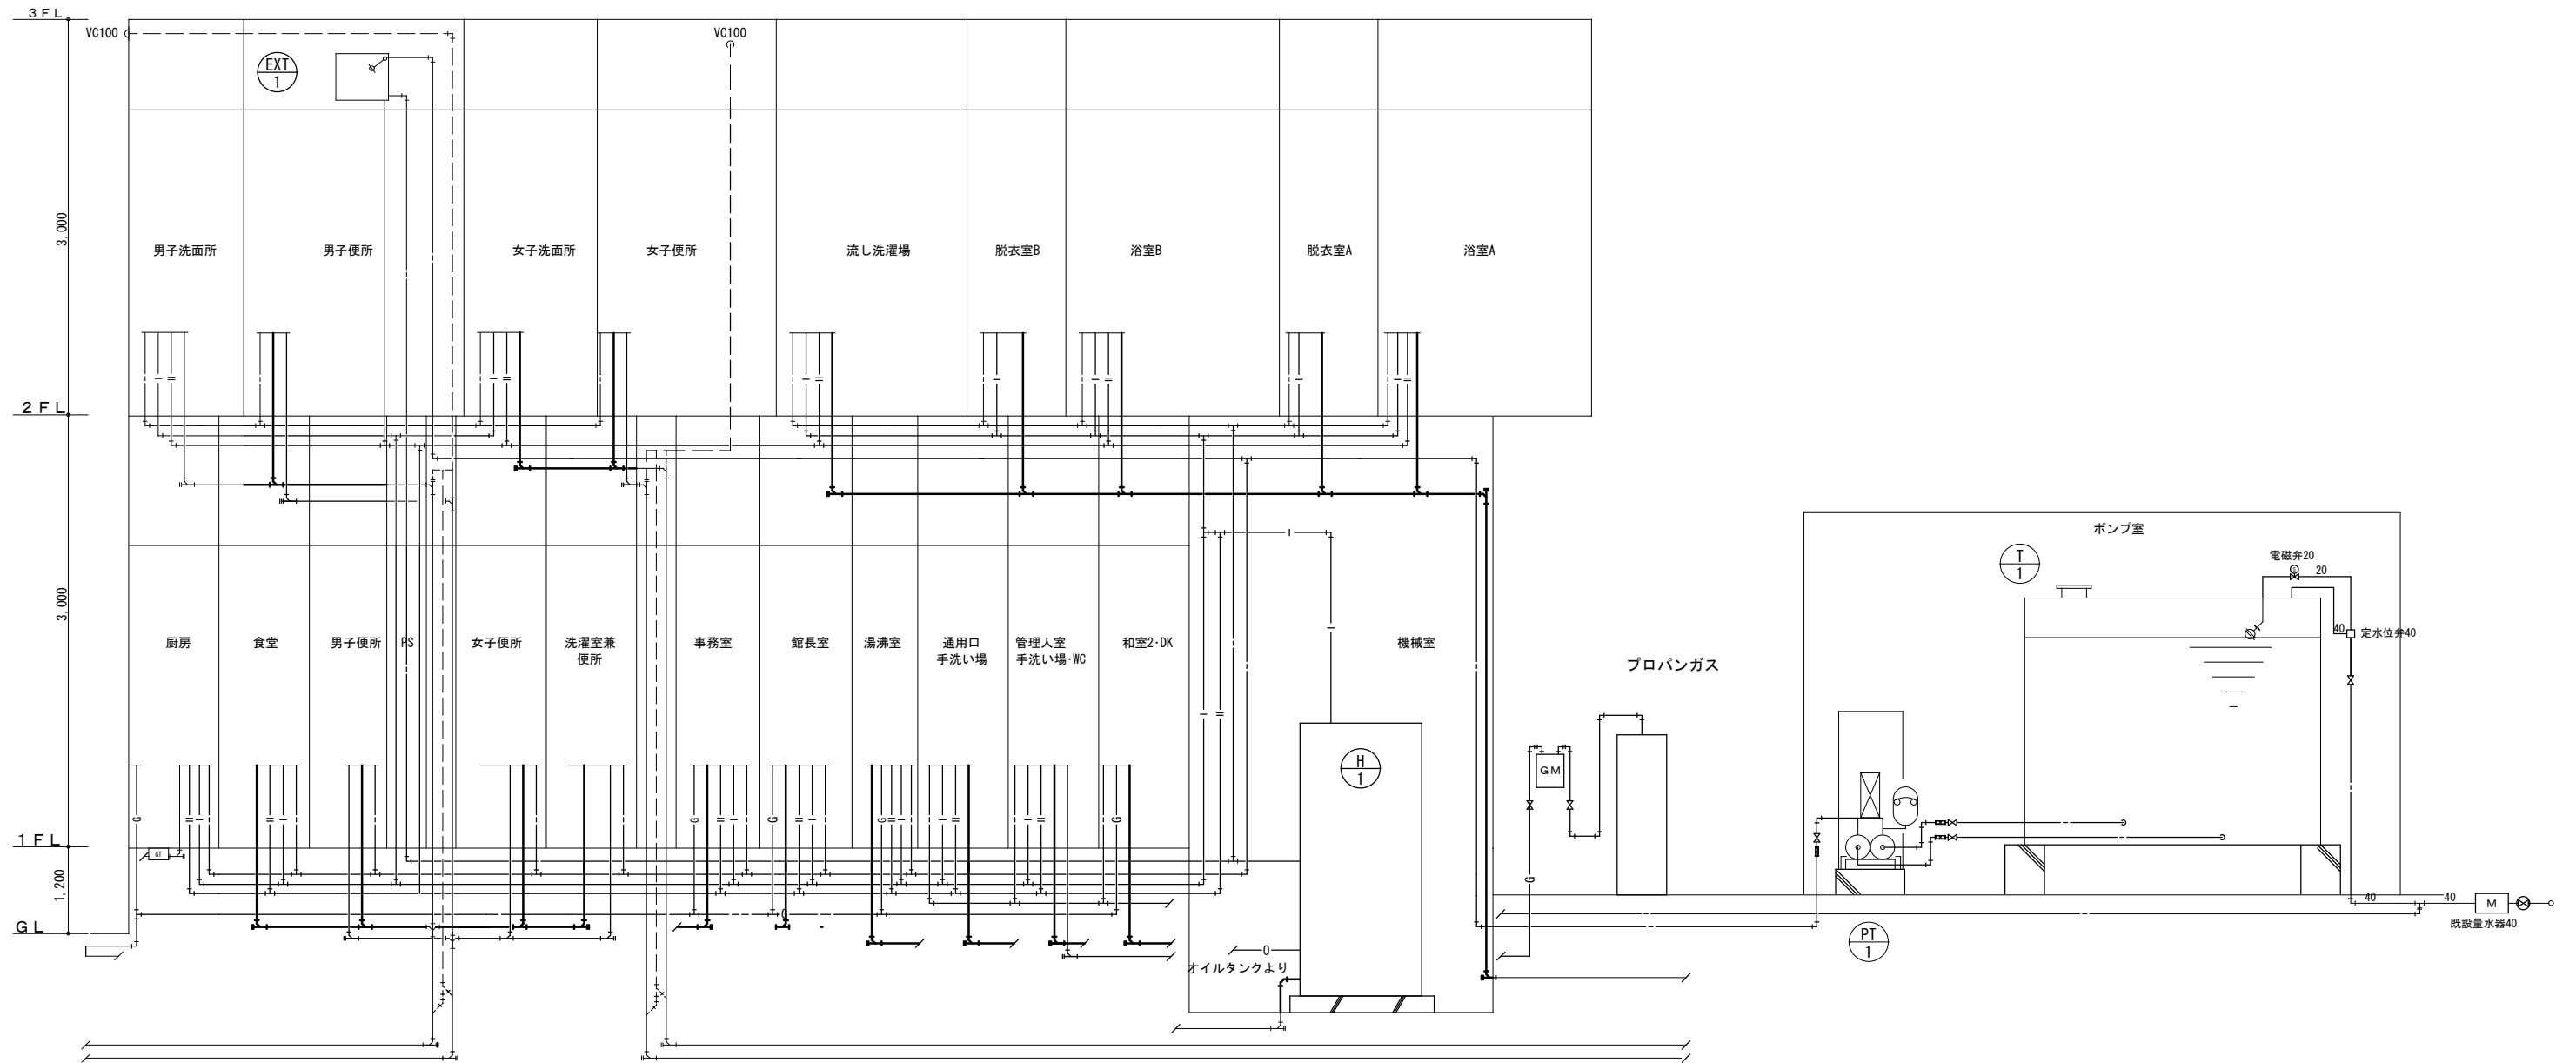 3FL
VC100
VC100
EXT
1
3,000
男子洗面所
男子便所
女子洗面所
女子便所
流し洗濯場
脱衣室B
浴室B
脱衣室A
浴室A
2FL
ポンプ室
T
1
電磁弁20
S
20
40
定水位弁40
3,000
厨房
食堂
男子便所
PS
女子便所
洗濯室兼
便所
事務室
館長室
湯沸室
通用口
手洗い場
管理人室
手洗い場・WC
和室2・DK
機械室
プロパンガス
H
1
GM
G
G
G
G
G
1FL
GT
G
1,200
G
40
40
M
既設量水器40
GL
PT
1
O
オイルタンクより